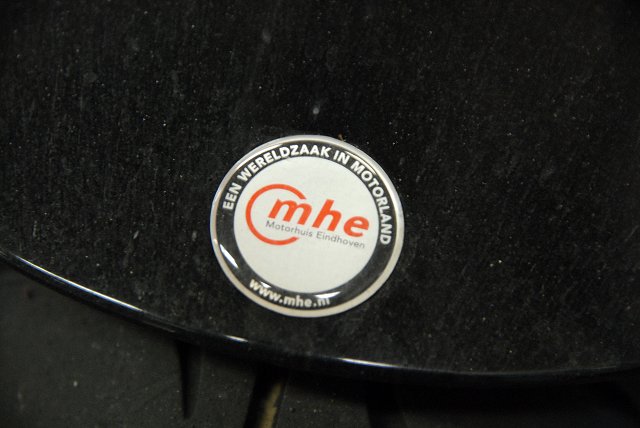 EEN WERELDZAAK IN MOTORLAND
mhe
Motorhuis Eindhoven
www.mhe.nl